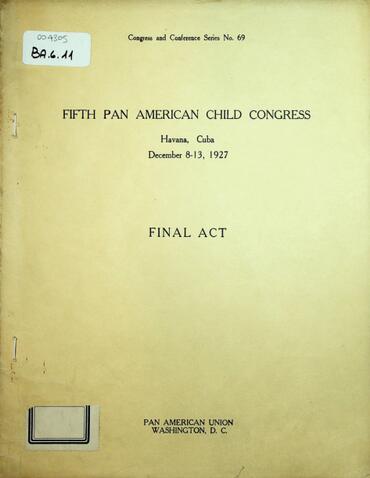 004305
BA.6.11
Congress and Conference Series No. 69
FIFTH PAN AMERICAN CHILD CONGRESS
Havana, Cuba
December 8-13, 1927
FINAL ACT
PAN AMERICAN UNION
WASHINGTON, D. C.